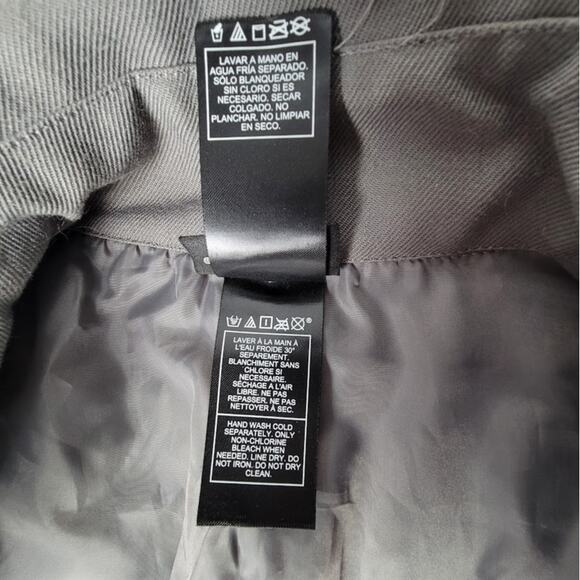 LAVAR A MANO EN
AGUA FRÍA SEPARADO.
SÓLO BLANQUEADOR
SIN CLORO SI ES
NECESARIO. SECAR
COLGADO. NO
PLANCHAR. NO LIMPIAR
EN SECO.
LAVER À LA MAIN À
L'EAU FROIDE 30°
SEPAREMENT.
BLANCHIMENT SANS
CHLORE SI
NECESSAIRE.
SÉCHAGE A L'AIR
LIBRE. NE PAS
REPASSER. NE PAS
NETTOYER À SEC.
HAND WASH COLD
SEPARATELY. ONLY
NON-CHLORINE
BLEACH WHEN
NEEDED. LINE DRY. DO
NOT IRON. DO NOT DRY
CLEAN.